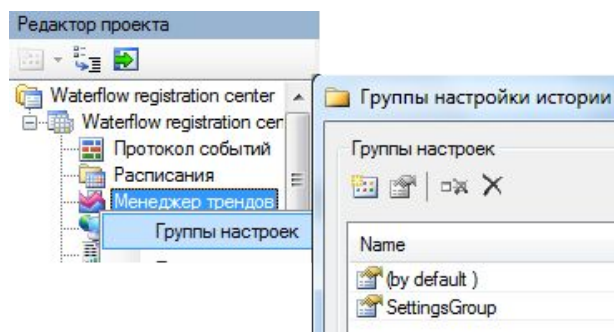 Редактор проекта
Waterflow registration center
Waterflow registration cen
Протокол событий
Расписания
Менеджер трендов
Группы настроек
Группы настройки истории
Группы настроек
Name
(by default )
SettingsGroup